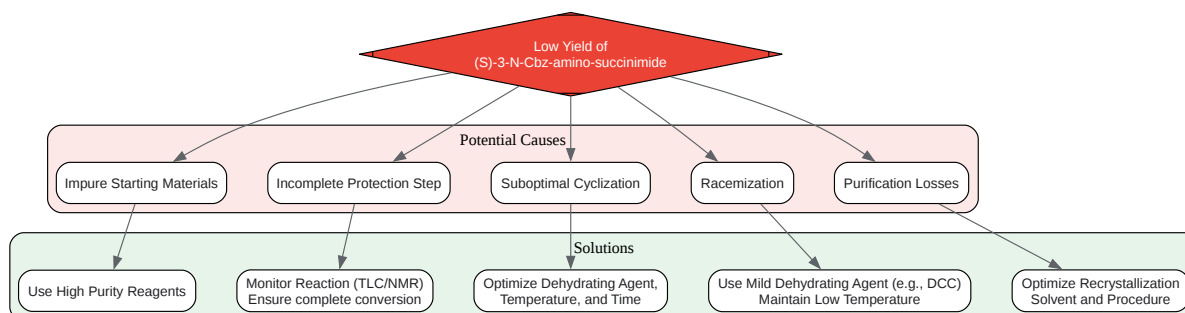 Low Yield of
(S)-3-N-Cbz-amino-succinimide
Potential Causes
Impure Starting Materials
Incomplete Protection Step
Suboptimal Cyclization
Racemization
Purification Losses
Solutions
Use High Purity Reagents
Monitor Reaction (TLC/NMR)
Ensure complete conversion
Optimize Dehydrating Agent,
Temperature, and Time
Use Mild Dehydrating Agent (e.g., DCC)
Maintain Low Temperature
Optimize Recrystallization
Solvent and Procedure